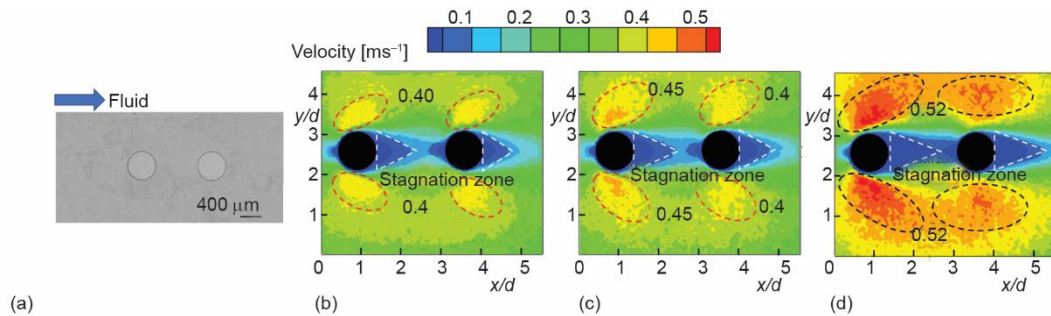 0.1 0.2 0.3 0.4 0.5
Velocity [ms⁻¹]
Fluid
400 μm
(a)
4
y/d
3
2
1
0 1 2 3 4 5
x/d
0.40
Stagnation zone
0.4
(b)
4
y/d
3
2
1
0 1 2 3 4 5
x/d
0.45 0.4
Stagnation zone
0.45 0.4
(c)
4
y/d
3
2
1
0 1 2 3 4 5
x/d
0.52
Stagnation zone
0.52
(d)